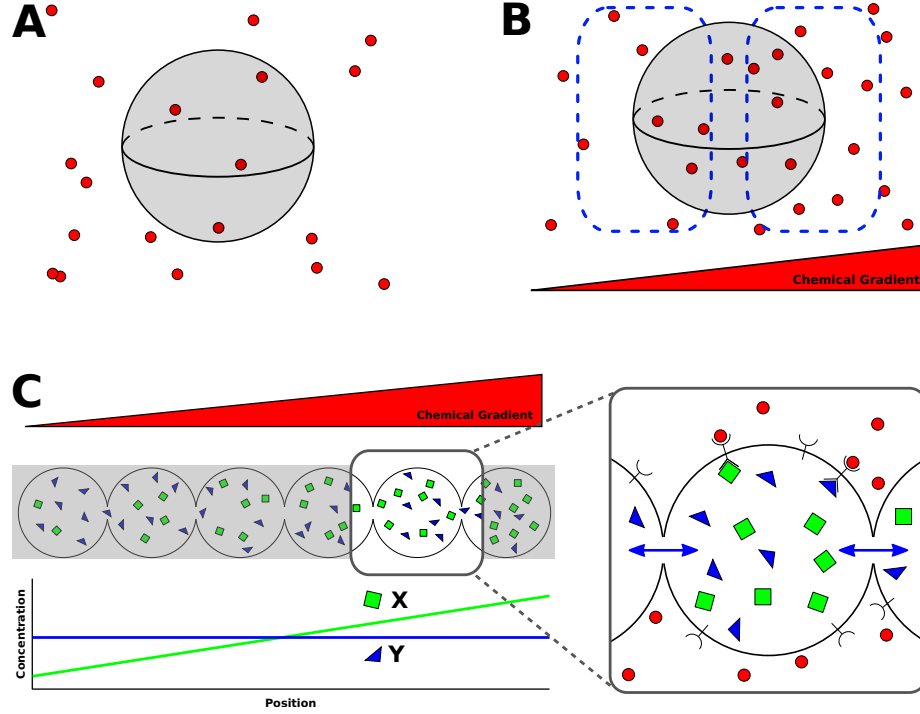 A
B
Chemical Gradient
C
Chemical Gradient
X
Y
Concentration
Position